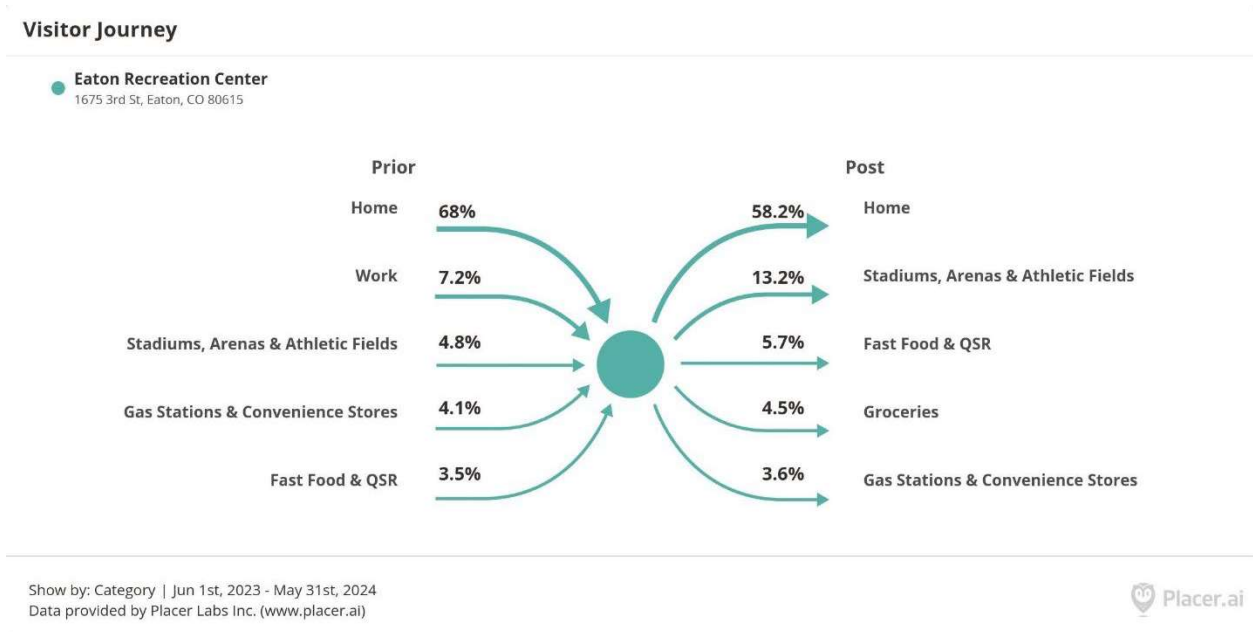 Visitor Journey
Eaton Recreation Center
1675 3rd St, Eaton, CO 80615
Prior
Post
Home 68%
58.2% Home
Work 7.2%
13.2% Stadiums, Arenas & Athletic Fields
Stadiums, Arenas & Athletic Fields 4.8%
5.7% Fast Food & QSR
Gas Stations & Convenience Stores 4.1%
4.5% Groceries
Fast Food & QSR 3.5%
3.6% Gas Stations & Convenience Stores
Show by: Category | Jun 1st, 2023 - May 31st, 2024
Data provided by Placer Labs Inc. (www.placer.ai)
Placer.ai